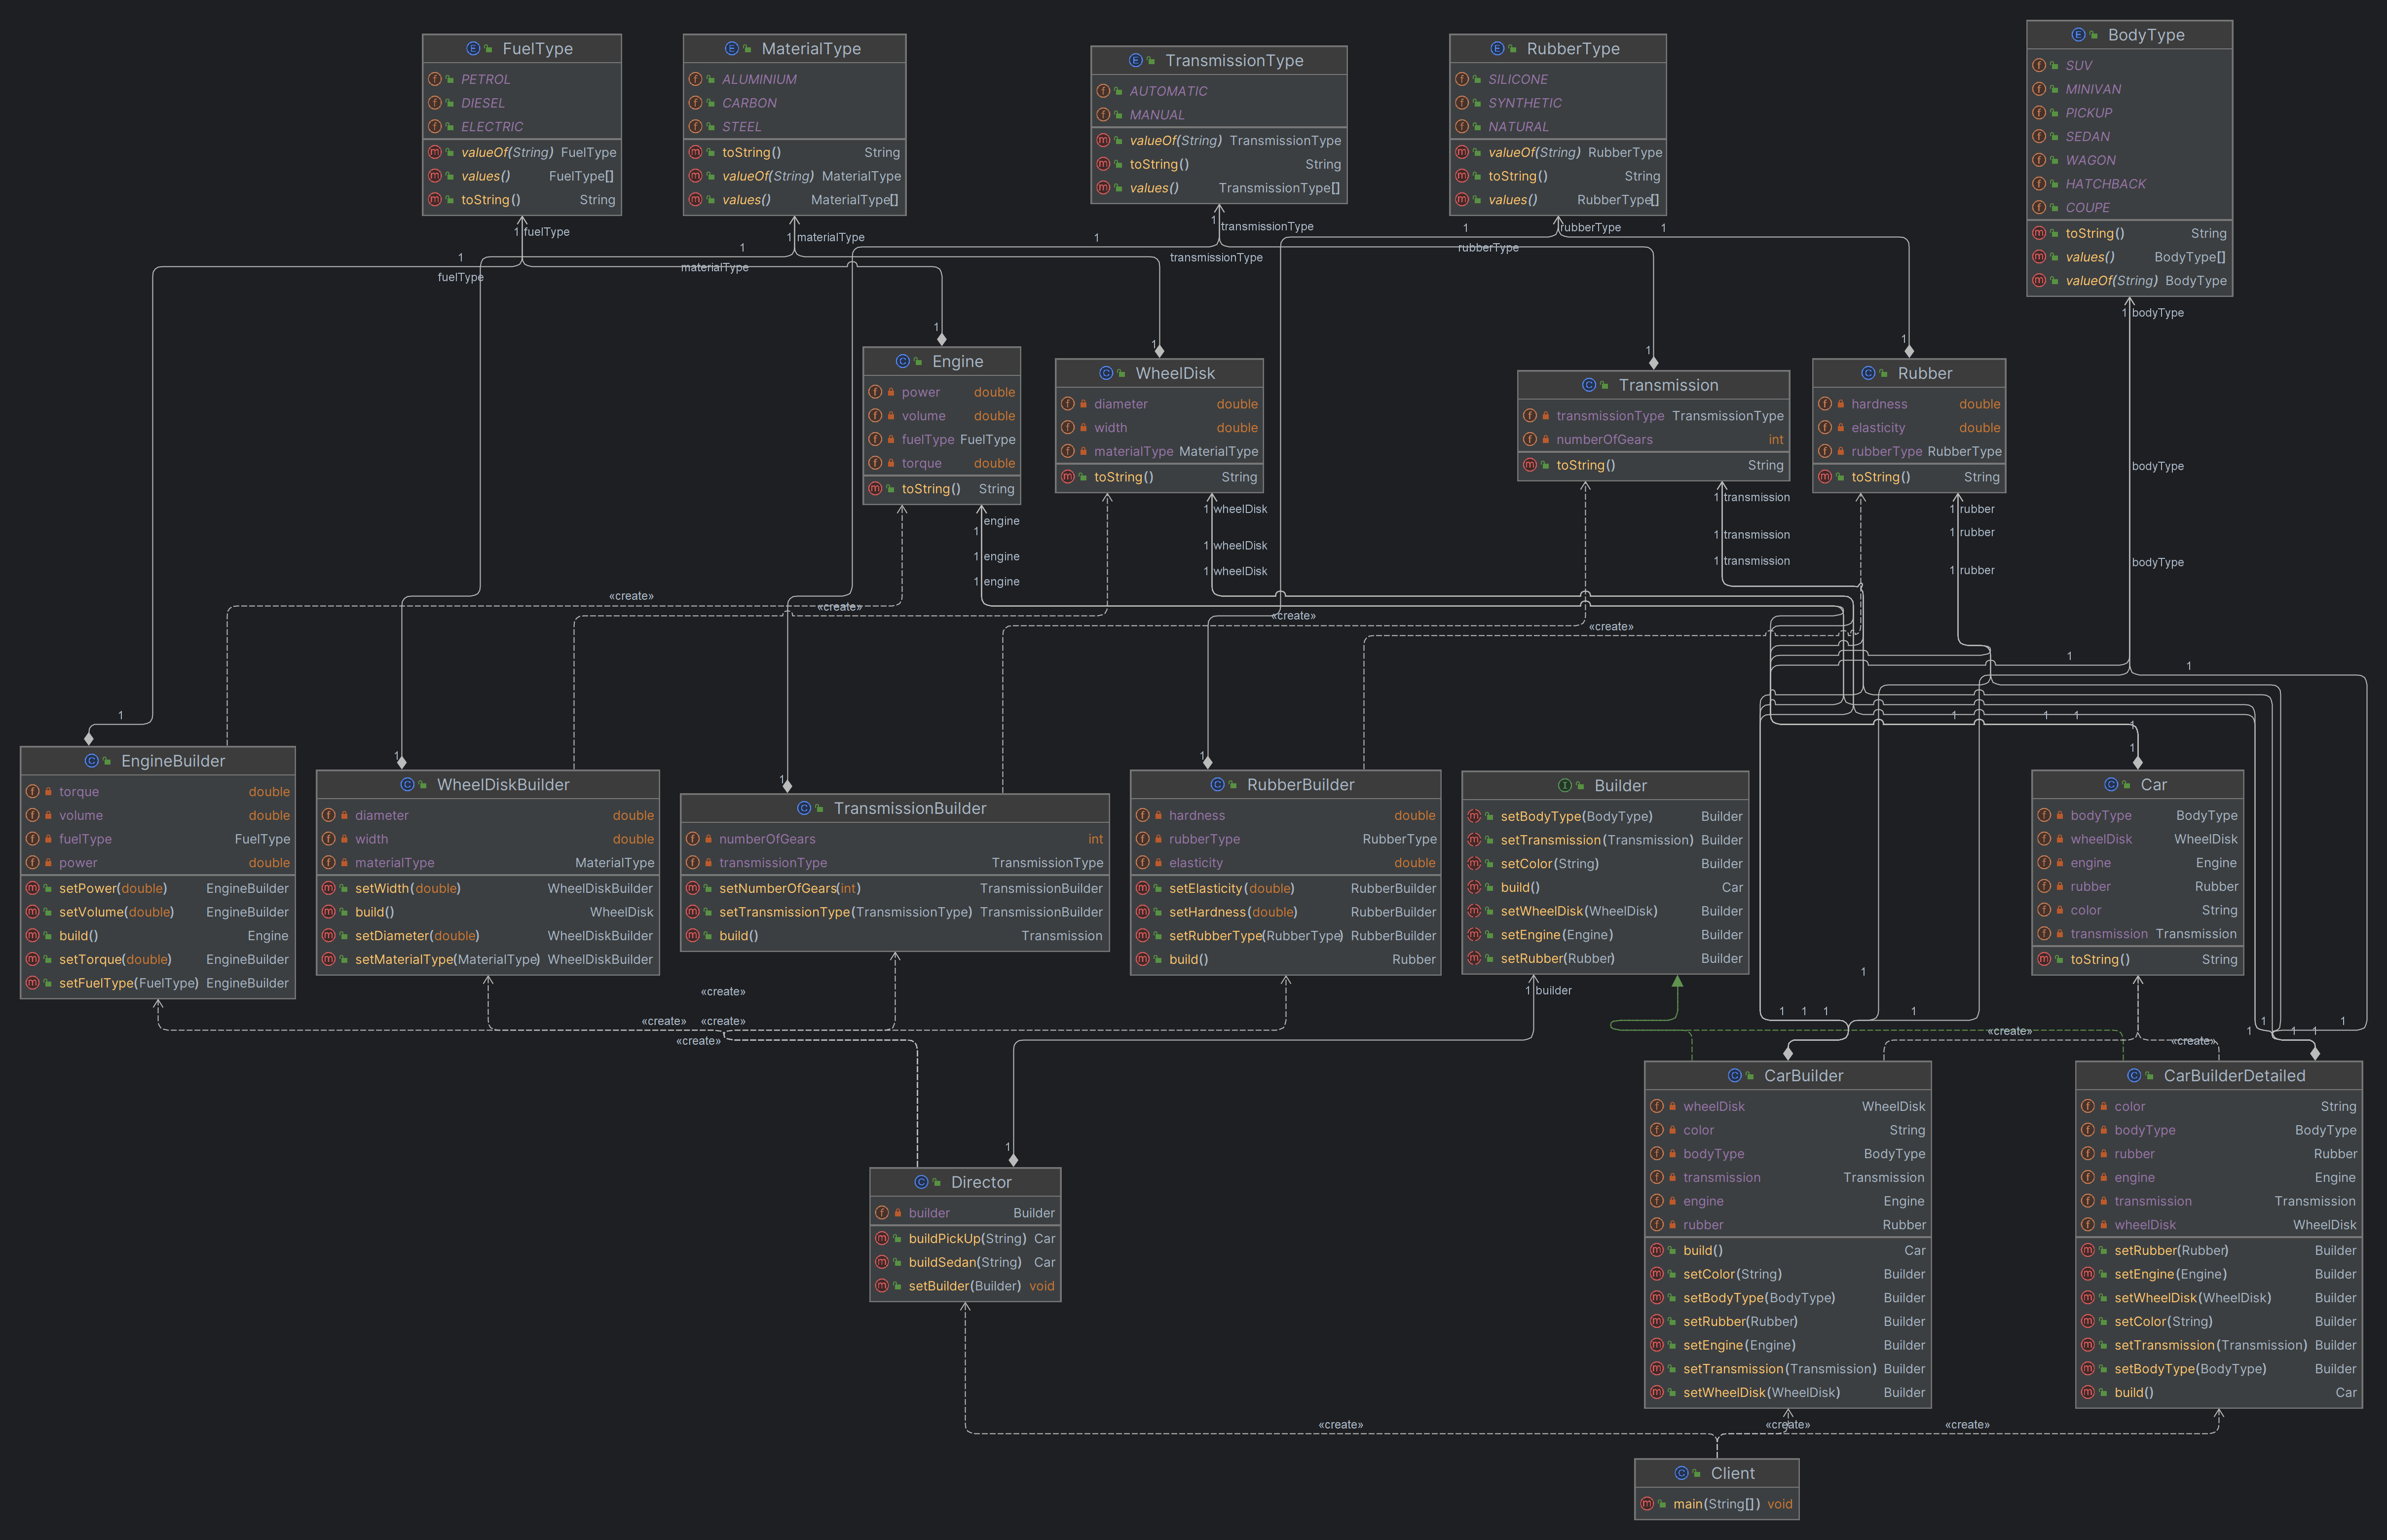 FuelType
PETROL
DIESEL
ELECTRIC
valueOf(String) FuelType
values() FuelType[]
toString() String
MaterialType
ALUMINIUM
CARBON
STEEL
toString() String
valueOf(String) MaterialType
values() MaterialType[]
TransmissionType
AUTOMATIC
MANUAL
valueOf(String) TransmissionType
toString() String
values() TransmissionType[]
RubberType
SILICONE
SYNTHETIC
NATURAL
valueOf(String) RubberType
toString() String
values() RubberType[]
BodyType
SUV
MINIVAN
PICKUP
SEDAN
WAGON
HATCHBACK
COUPE
toString() String
values() BodyType[]
valueOf(String) BodyType
1 fuelType
1 materialType
1 transmissionType
1 rubberType
1
1
1
1
fuelType
materialType
transmissionType
rubberType
1 bodyType
1
1
1
1
Engine
power double
volume double
fuelType FuelType
torque double
toString() String
WheelDisk
diameter double
width double
materialType MaterialType
toString() String
Transmission
transmissionType TransmissionType
numberOfGears int
toString() String
Rubber
hardness double
elasticity double
rubberType RubberType
toString() String
bodyType
engine
1
1 engine
1 engine
1 wheelDisk
1 wheelDisk
1 wheelDisk
1 transmission
1 transmission
1 transmission
1 rubber
1 rubber
1 rubber
bodyType
«create»
«create»
«create»
«create»
1
1
1
1
1
1
1
1
1
1
1
1
EngineBuilder
torque double
volume double
fuelType FuelType
power double
setPower(double) EngineBuilder
setVolume(double) EngineBuilder
build() Engine
setTorque(double) EngineBuilder
setFuelType(FuelType) EngineBuilder
WheelDiskBuilder
diameter double
width double
materialType MaterialType
setWidth(double) WheelDiskBuilder
build() WheelDisk
setDiameter(double) WheelDiskBuilder
setMaterialType(MaterialType) WheelDiskBuilder
TransmissionBuilder
numberOfGears int
transmissionType TransmissionType
setNumberOfGears(int) TransmissionBuilder
setTransmissionType(TransmissionType) TransmissionBuilder
build() Transmission
RubberBuilder
hardness double
rubberType RubberType
elasticity double
setElasticity(double) RubberBuilder
setHardness(double) RubberBuilder
setRubberType(RubberType) RubberBuilder
build() Rubber
Builder
setBodyType(BodyType) Builder
setTransmission(Transmission) Builder
setColor(String) Builder
build() Car
setWheelDisk(WheelDisk) Builder
setEngine(Engine) Builder
setRubber(Rubber) Builder
Car
bodyType BodyType
wheelDisk WheelDisk
engine Engine
rubber Rubber
color String
transmission Transmission
toString() String
«create»
«create» «create»
«create»
1 builder
1
1 1 1
1
«create»
«create»
1
1
1 1
1
1
Director
builder Builder
buildPickUp(String) Car
buildSedan(String) Car
setBuilder(Builder) void
CarBuilder
wheelDisk WheelDisk
color String
bodyType BodyType
transmission Transmission
engine Engine
rubber Rubber
build() Car
setColor(String) Builder
setBodyType(BodyType) Builder
setRubber(Rubber) Builder
setEngine(Engine) Builder
setTransmission(Transmission) Builder
setWheelDisk(WheelDisk) Builder
CarBuilderDetailed
color String
bodyType BodyType
rubber Rubber
engine Engine
transmission Transmission
wheelDisk WheelDisk
setRubber(Rubber) Builder
setEngine(Engine) Builder
setWheelDisk(WheelDisk) Builder
setColor(String) Builder
setTransmission(Transmission) Builder
setBodyType(BodyType) Builder
build() Car
«create»
«create»
«create»
Client
main(String[]) void